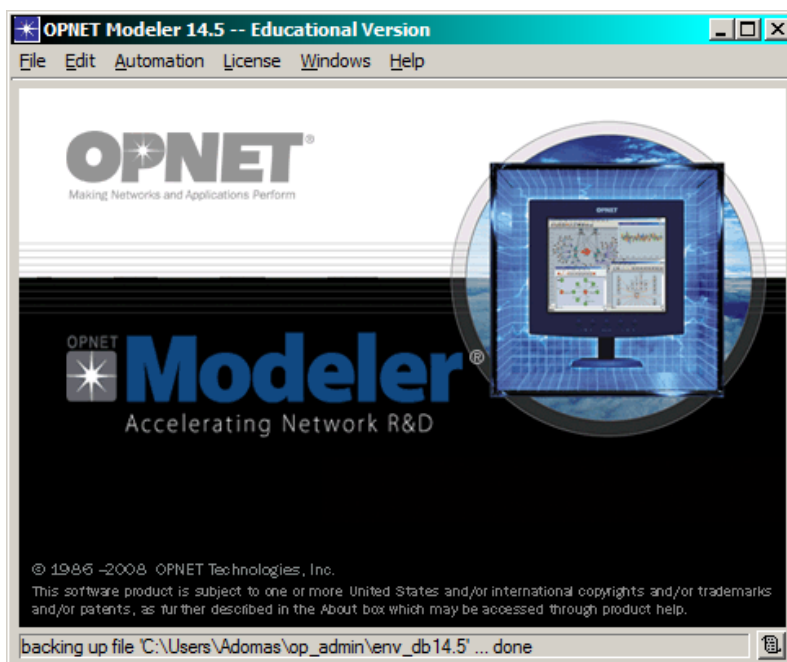 OPNET Modeler 14.5 -- Educational Version
File Edit Automation License Windows Help
OPNET®
Making Networks and Applications Perform
OPNET
OPNET
Modeler®
Accelerating Network R&D
© 1986 –2008 OPNET Technologies, Inc.
This software product is subject to one or more United States and/or international copyrights and/or trademarks
and/or patents, as further described in the About box which may be accessed through product help.
backing up file 'C:\Users\Adomas\op_admin\env_db14.5' ... done